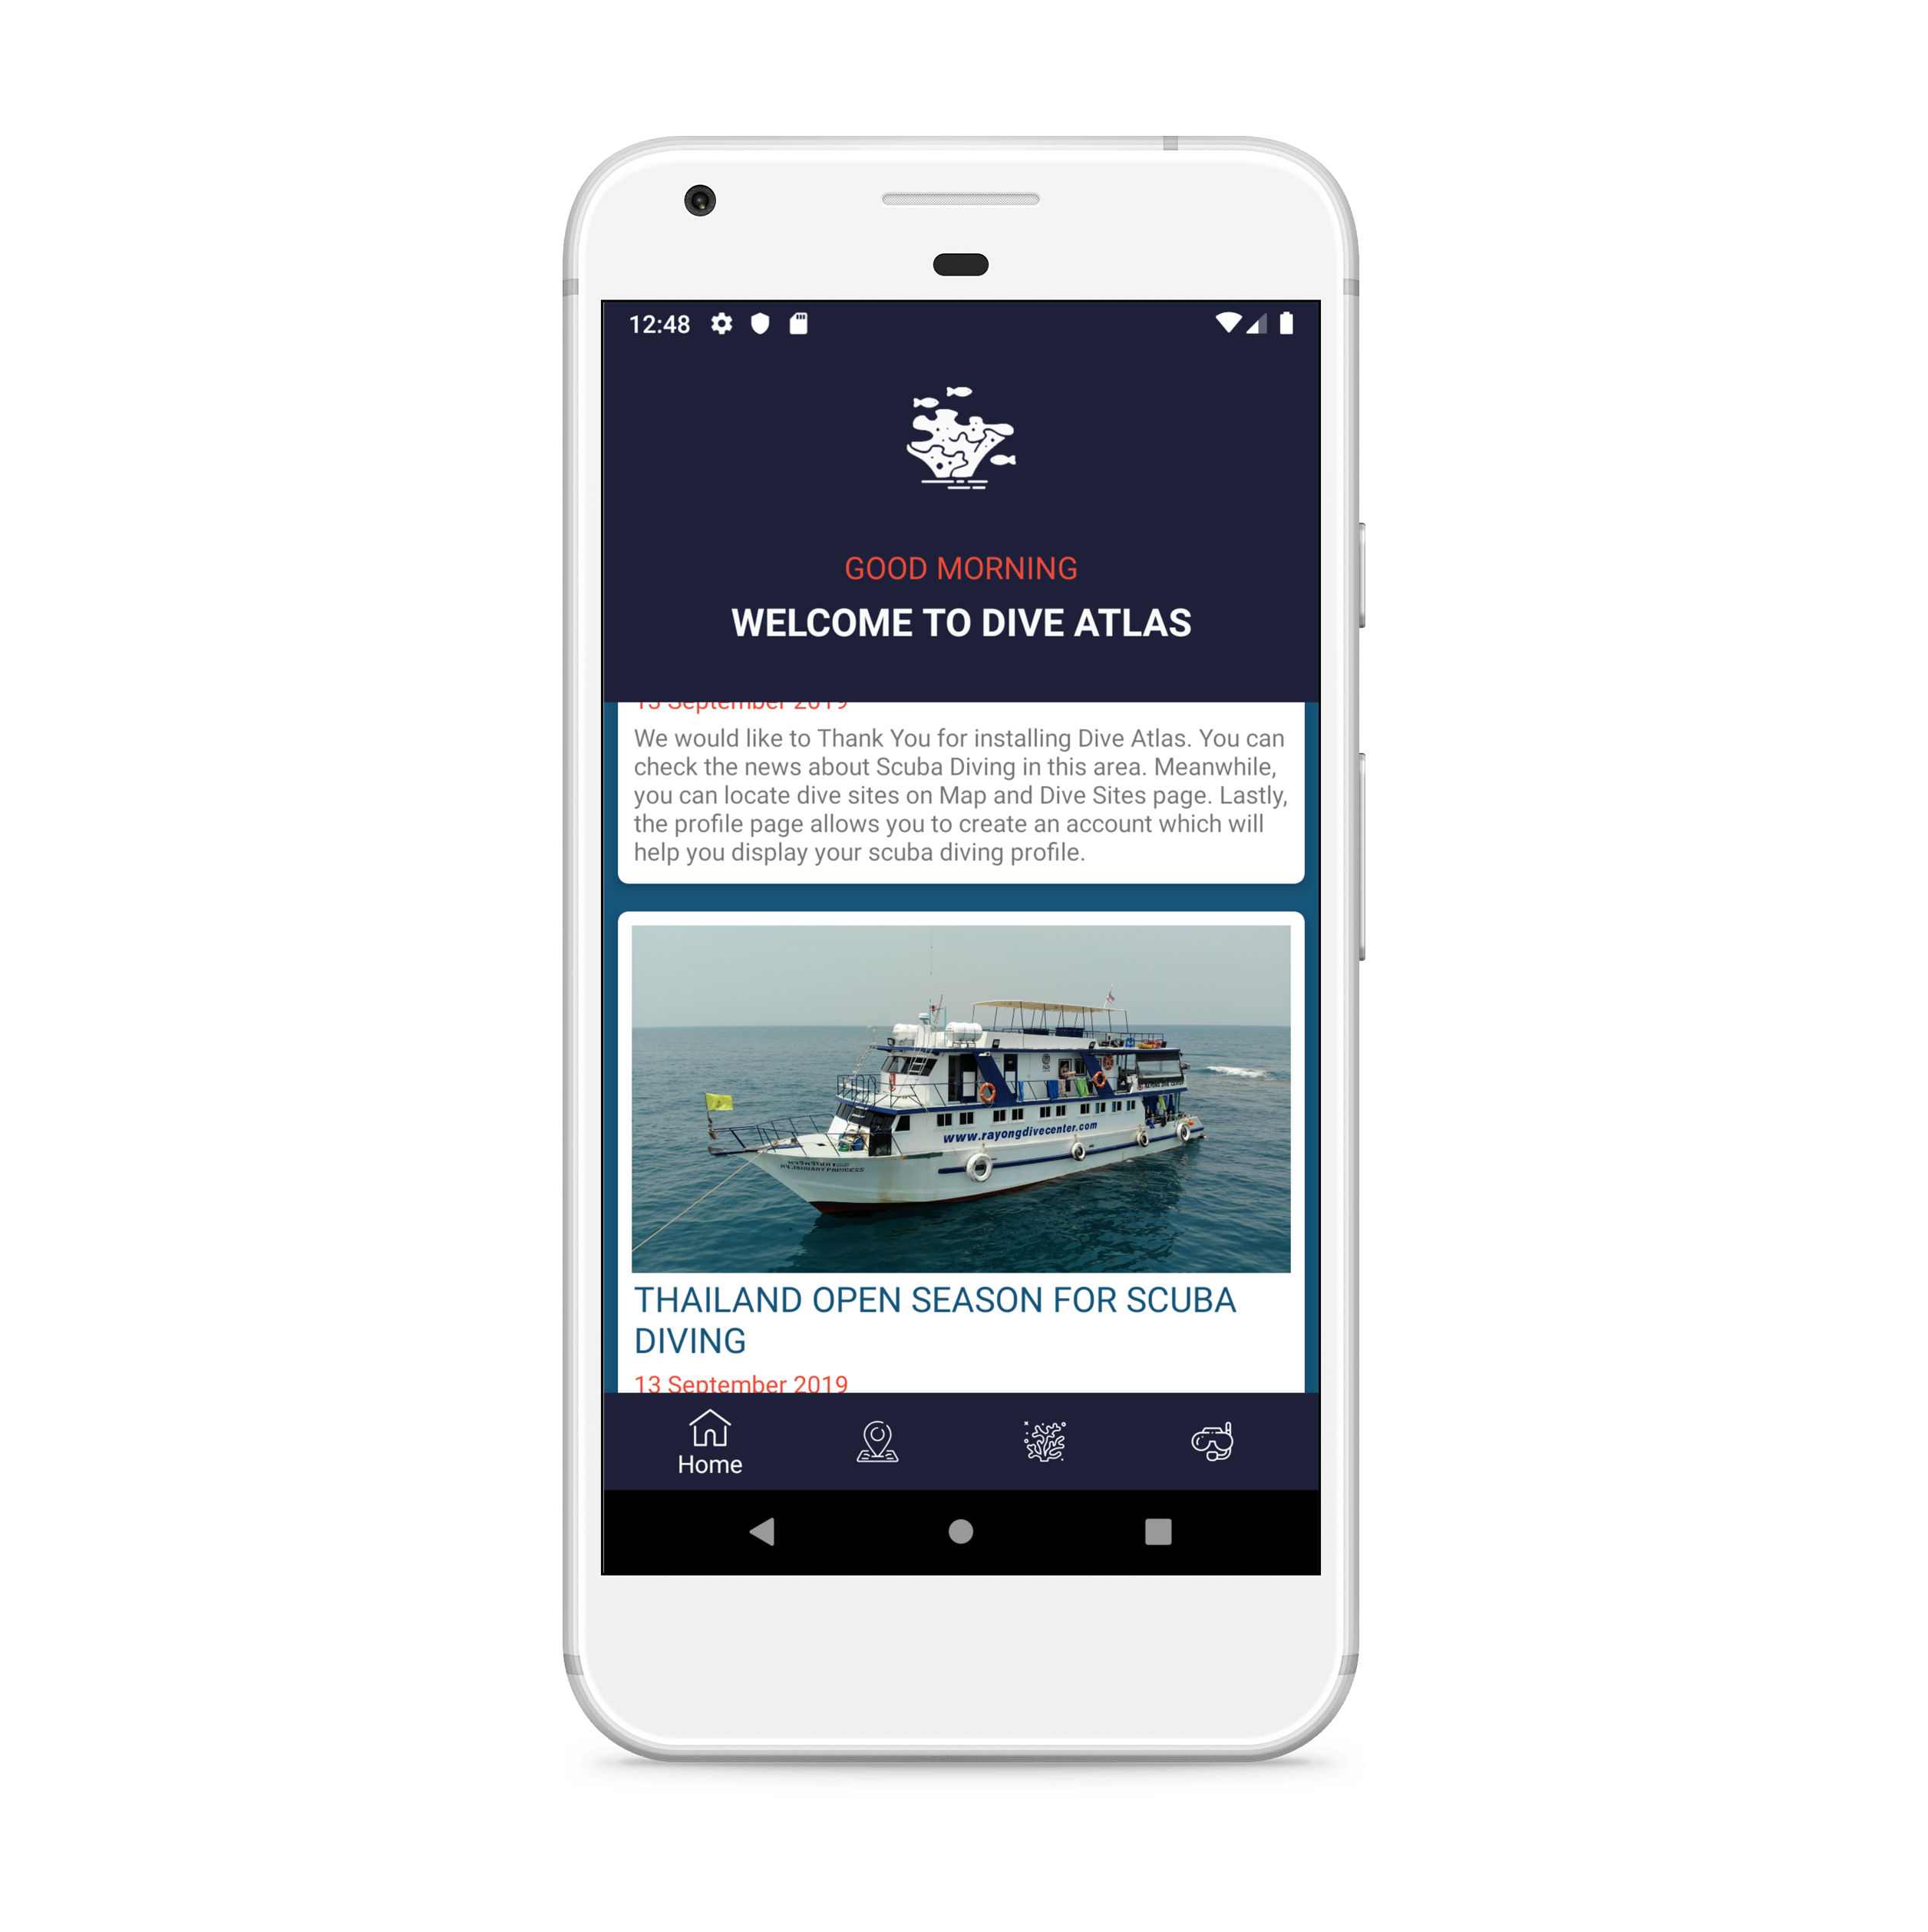 12:48
GOOD MORNING
WELCOME TO DIVE ATLAS
13 September 2019
We would like to Thank You for installing Dive Atlas. You can
check the news about Scuba Diving in this area. Meanwhile,
you can locate dive sites on Map and Dive Sites page. Lastly,
the profile page allows you to create an account which will
help you display your scuba diving profile.
www.rayongdivecenter.com
THAILAND OPEN SEASON FOR SCUBA
DIVING
13 September 2019
Home